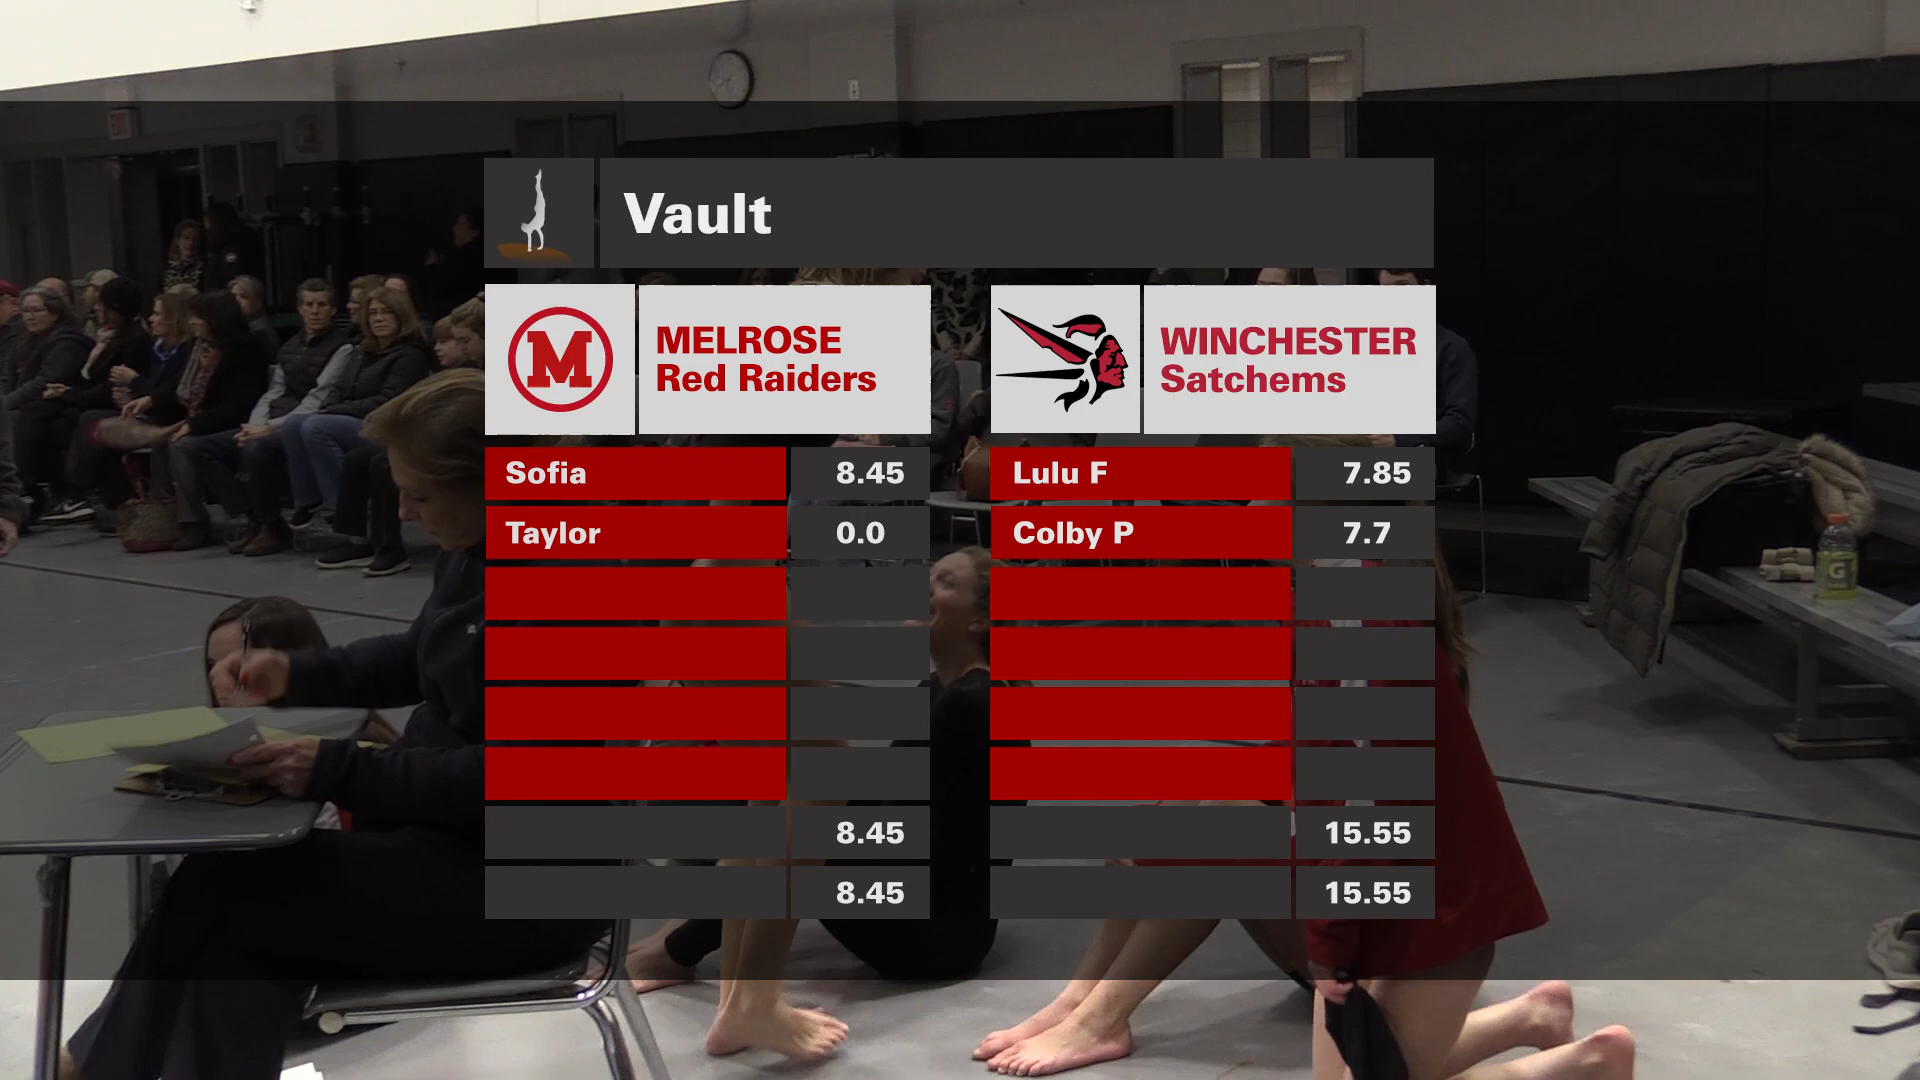 EXIT
Vault
M
MELROSE
Red Raiders
WINCHESTER
Satchems
Sofia 8.45
Lulu F 7.85
Taylor 0.0
Colby P 7.7
8.45
15.55
8.45
15.55
G